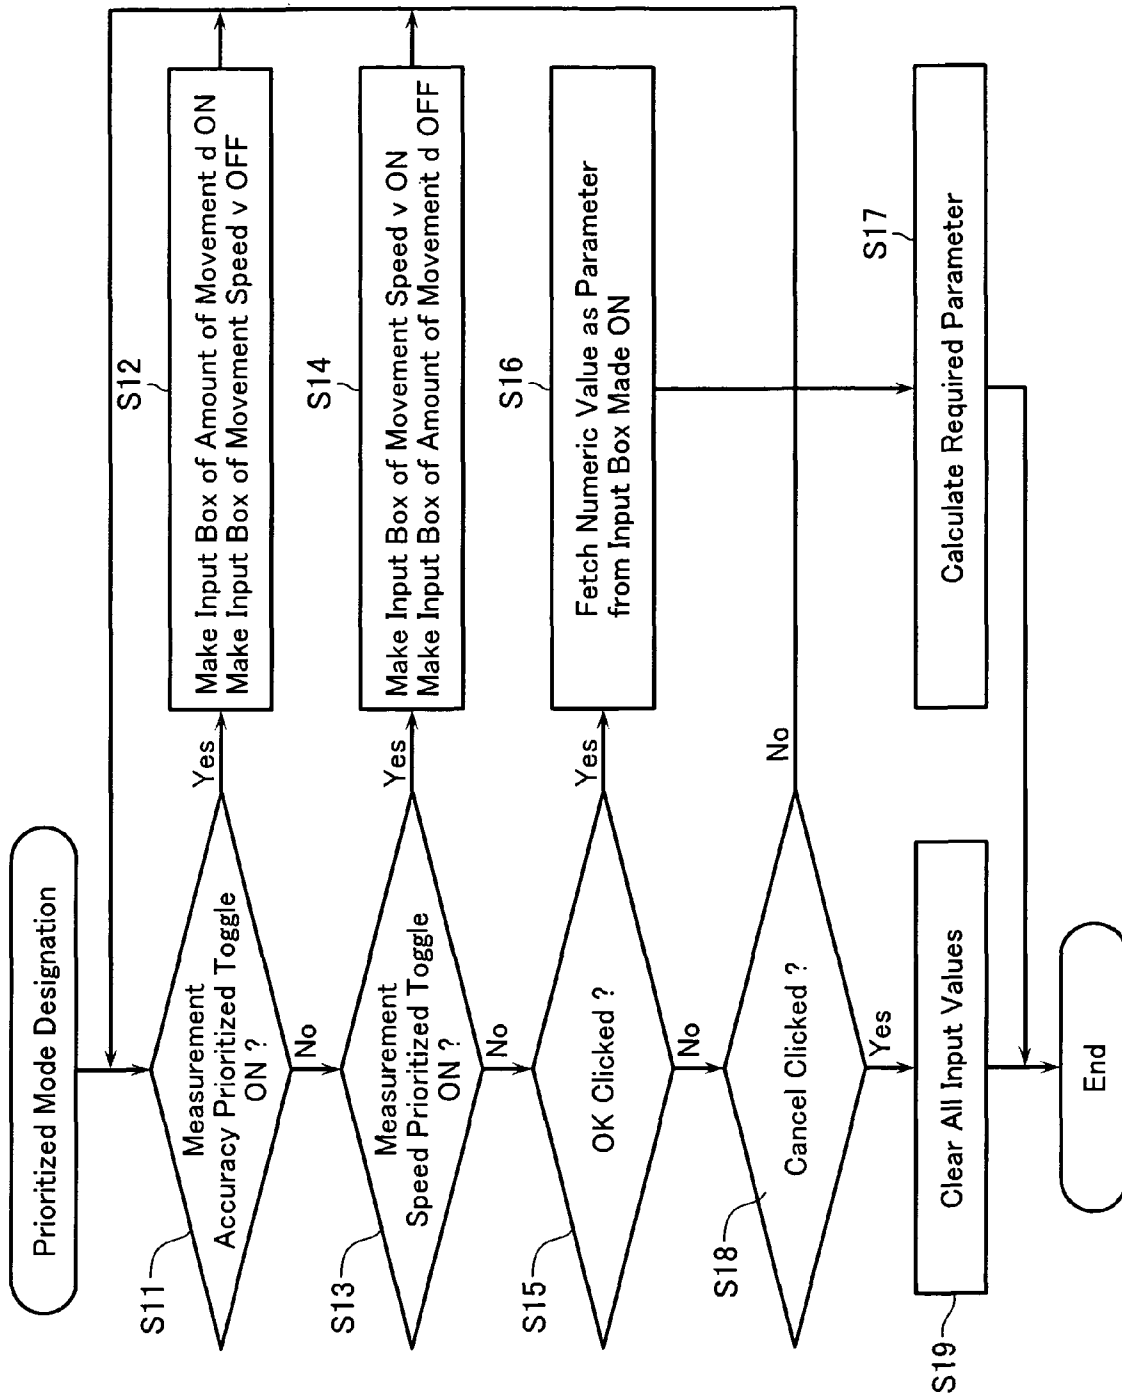 Prioritized Mode Designation
S11
Measurement
Accuracy Prioritized Toggle
ON ?
Yes
No
S12
Make Input Box of Amount of Movement d ON
Make Input Box of Movement Speed v OFF
S13
Measurement
Speed Prioritized Toggle
ON ?
Yes
No
S14
Make Input Box of Movement Speed v ON
Make Input Box of Amount of Movement d OFF
S15
OK Clicked ?
Yes
No
S16
Fetch Numeric Value as Parameter
from Input Box Made ON
S18
Cancel Clicked ?
No
Yes
S17
Calculate Required Parameter
S19
Clear All Input Values
End